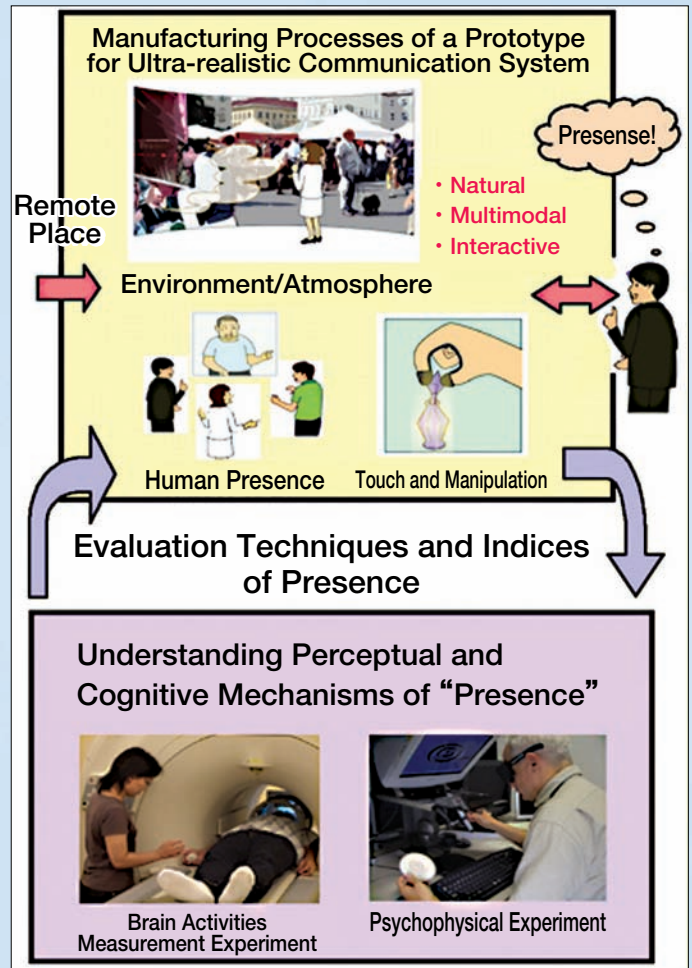 Manufacturing Processes of a Prototype
for Ultra-realistic Communication System
Presense!
・Natural
・Multimodal
・Interactive
Remote
Place
Environment/Atmosphere
Human Presence
Touch and Manipulation
Evaluation Techniques and Indices
of Presence
Understanding Perceptual and
Cognitive Mechanisms of “Presence”
Brain Activities
Measurement Experiment
Psychophysical Experiment